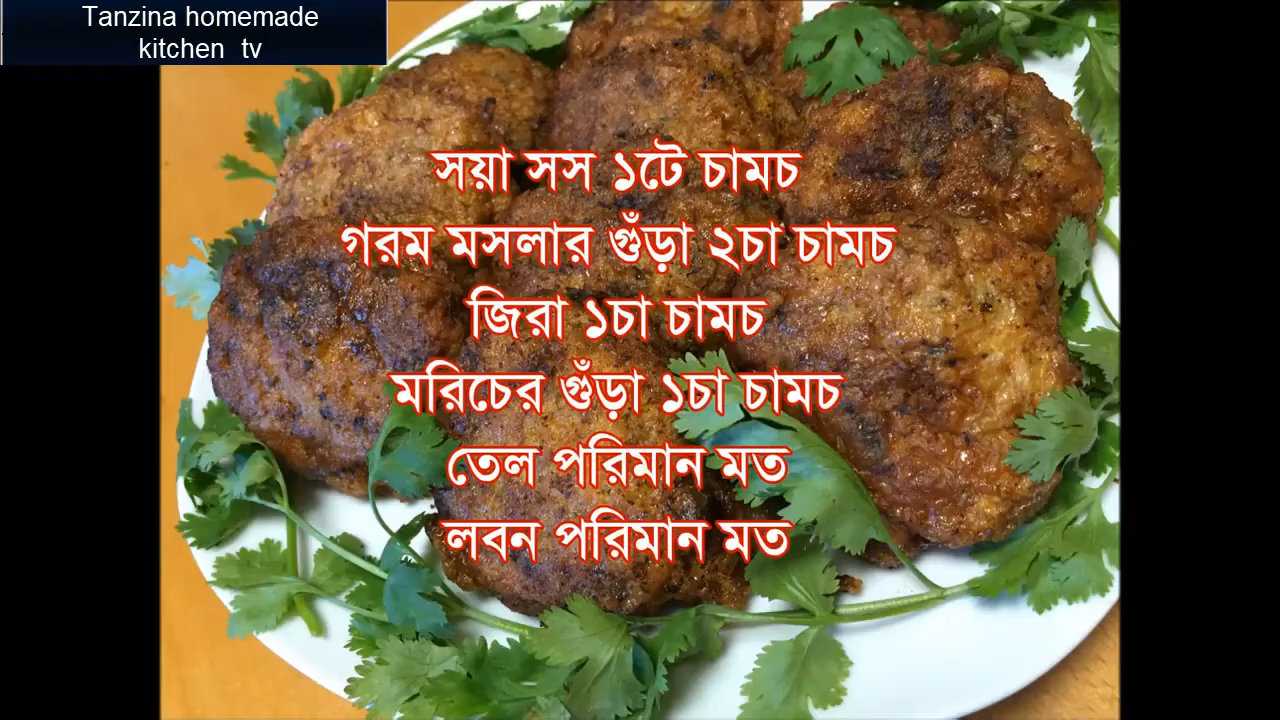 Tanzina homemade
kitchen tv
সয়া সস ১টে চামচ
গরম মসলার গুঁড়া ২চা চামচ
জিরা ১চা চামচ
মরিচের গুঁড়া ১চা চামচ
তেল পরিমান মত
লবন পরিমান মত